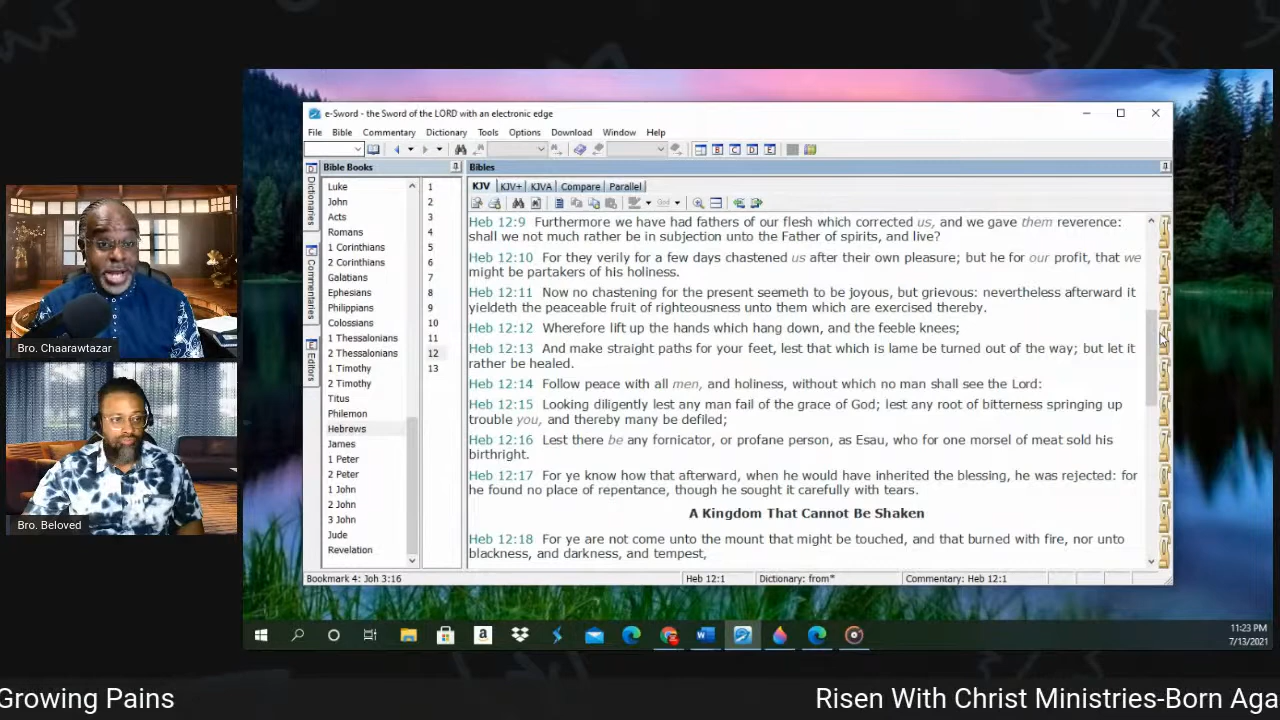 e-Sword - the Sword of the LORD with an electronic edge
File Bible Commentary Dictionary Tools Options Download Window Help
Bible Books
Bibles
Dictionaries
Commentaries
Editors
Luke
John
Acts
Romans
1 Corinthians
2 Corinthians
Galatians
Ephesians
Philippians
Colossians
1 Thessalonians
2 Thessalonians
1 Timothy
2 Timothy
Titus
Philemon
Hebrews
James
1 Peter
2 Peter
1 John
2 John
3 John
Jude
Revelation
1
2
3
4
5
6
7
8
9
10
11
12
13
KJV KJV+ KJVA Compare Parallel
Heb 12:9 Furthermore we have had fathers of our flesh which corrected us, and we gave them reverence:
shall we not much rather be in subjection unto the Father of spirits, and live?
Heb 12:10 For they verily for a few days chastened us after their own pleasure; but he for our profit, that we
might be partakers of his holiness.
Heb 12:11 Now no chastening for the present seemeth to be joyous, but grievous: nevertheless afterward it
yieldeth the peaceable fruit of righteousness unto them which are exercised thereby.
Heb 12:12 Wherefore lift up the hands which hang down, and the feeble knees;
Heb 12:13 And make straight paths for your feet, lest that which is lame be turned out of the way; but let it
rather be healed.
Heb 12:14 Follow peace with all men, and holiness, without which no man shall see the Lord:
Heb 12:15 Looking diligently lest any man fail of the grace of God; lest any root of bitterness springing up
trouble you, and thereby many be defiled;
Heb 12:16 Lest there be any fornicator, or profane person, as Esau, who for one morsel of meat sold his
birthright.
Heb 12:17 For ye know how that afterward, when he would have inherited the blessing, he was rejected: for
he found no place of repentance, though he sought it carefully with tears.
A Kingdom That Cannot Be Shaken
Heb 12:18 For ye are not come unto the mount that might be touched, and that burned with fire, nor unto
blackness, and darkness, and tempest,
Bookmark 4: Joh 3:16
Heb 12:1
Dictionary: from*
Commentary: Heb 12:1
Bro. Chaarawtazar
Bro. Beloved
11:23 PM
7/13/2021
Growing Pains
Risen With Christ Ministries-Born Aga